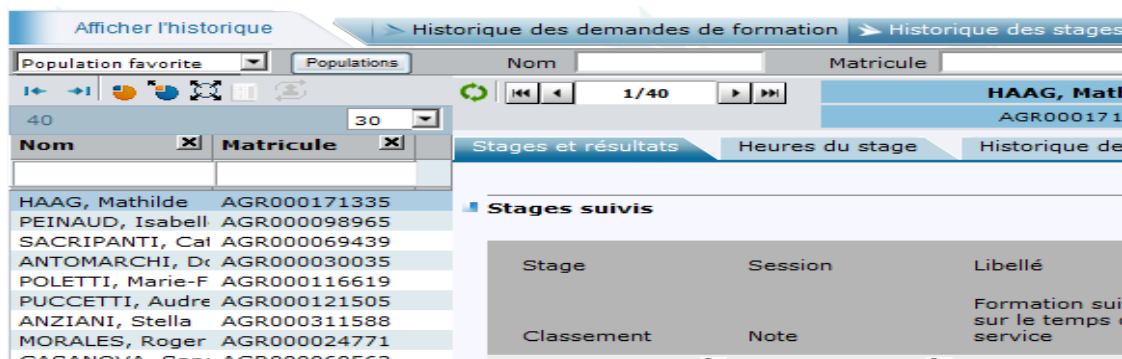 Afficher l'historique Historique des demandes de formation Historique des stages
Population favorite Populations Nom Matricule
1/40 HAAG, Math
40 30 AGR000171
Nom Matricule Stages et résultats Heures du stage Historique de
HAAG, Mathilde AGR000171335
Stages suivis
PEINAUD, Isabell AGR000098965
SACRIPANTI, Cat AGR000069439
ANTOMARCHI, Do AGR000030035
Stage Session Libellé
POLETTI, Marie-F AGR000116619
PUCCETTI, Audre AGR000121505
Formation sui
ANZIANI, Stella AGR000311588
sur le temps
MORALES, Roger AGR000024771
Classement Note service